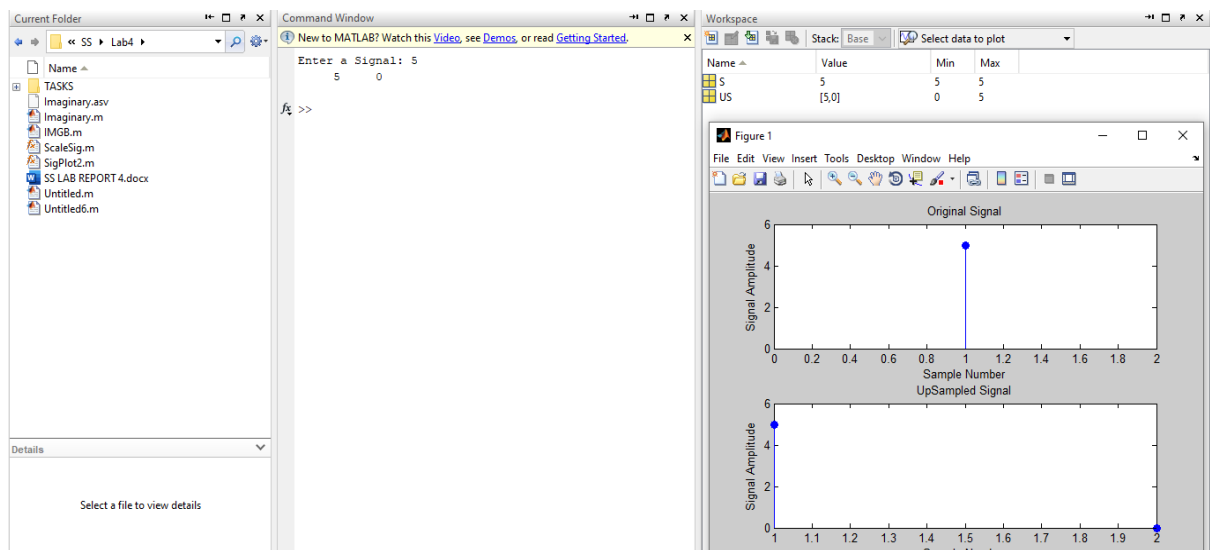 Current Folder
« SS ▸ Lab4 ▸
Name
TASKS
Imaginary.asv
Imaginary.m
IMGB.m
ScaleSig.m
SigPlot2.m
SS LAB REPORT 4.docx
Untitled.m
Untitled6.m
Details
Select a file to view details
Command Window
New to MATLAB? Watch this Video, see Demos, or read Getting Started.
Enter a Signal: 5
5 0
fx >>
Workspace
Stack: Base Select data to plot
Name Value Min Max
S 5 5 5
US [5,0] 0 5
Figure 1
File Edit View Insert Tools Desktop Window Help
Original Signal
Signal Amplitude
6
4
2
0
0 0.2 0.4 0.6 0.8 1 1.2 1.4 1.6 1.8 2
Sample Number
UpSampled Signal
Signal Amplitude
6
4
2
0
1 1.1 1.2 1.3 1.4 1.5 1.6 1.7 1.8 1.9 2